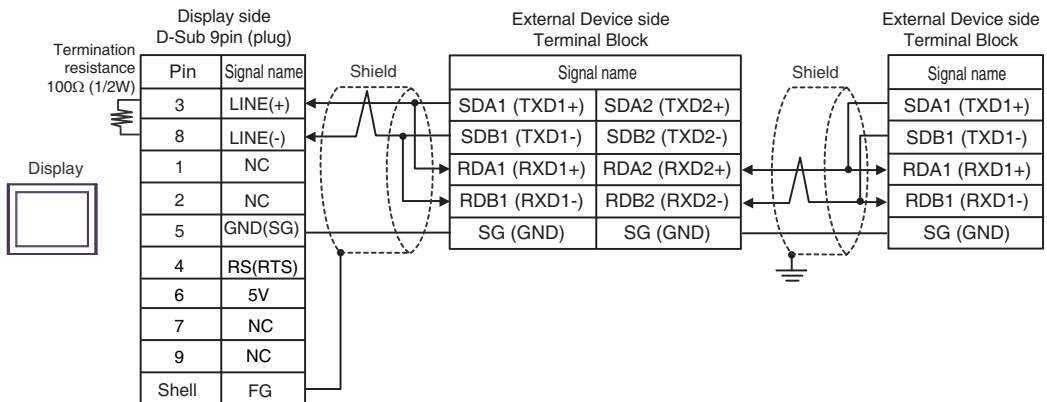 Display side
D-Sub 9pin (plug)
External Device side
Terminal Block
External Device side
Terminal Block
Termination
resistance
100Ω (1/2W)
Pin Signal name
Shield
Signal name
Shield
Signal name
3 LINE(+)
SDA1 (TXD1+) SDA2 (TXD2+)
SDA1 (TXD1+)
8 LINE(-)
SDB1 (TXD1-) SDB2 (TXD2-)
SDB1 (TXD1-)
Display
1 NC
RDA1 (RXD1+) RDA2 (RXD2+)
RDA1 (RXD1+)
2 NC
RDB1 (RXD1-) RDB2 (RXD2-)
RDB1 (RXD1-)
5 GND(SG)
SG (GND) SG (GND)
SG (GND)
4 RS(RTS)
6 5V
7 NC
9 NC
Shell FG